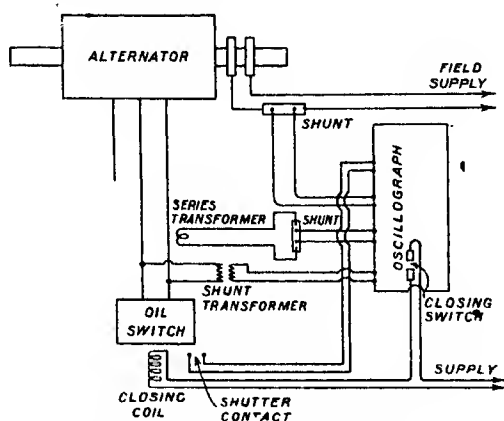 ALTERNATOR
FIELD
SUPPLY
SHUNT
SERIES
TRANSFORMER
SHUNT
OSCILLOGRAPH
SHUNT
TRANSFORMER
CLOSING
SWITCH
OIL
SWITCH
SUPPLY
CLOSING
COIL
SHUTTER
CONTACT